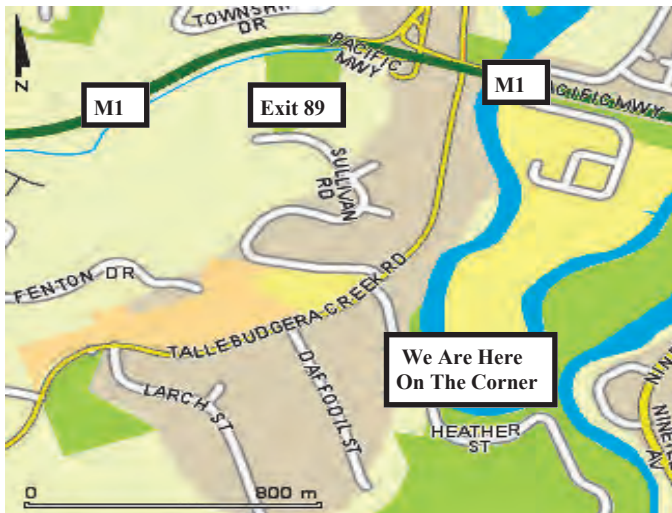 TOWNSHIP
DR
PACIFIC
MWY
N
M1
Exit 89
M1
PACIFIC MWY
SULLIVAN
RD
FENTON DR
TALLEBUDGERA CREEK RD
We Are Here
On The Corner
LARCH ST
DAFFODIL ST
HEATHER
ST
AV
0 800 m